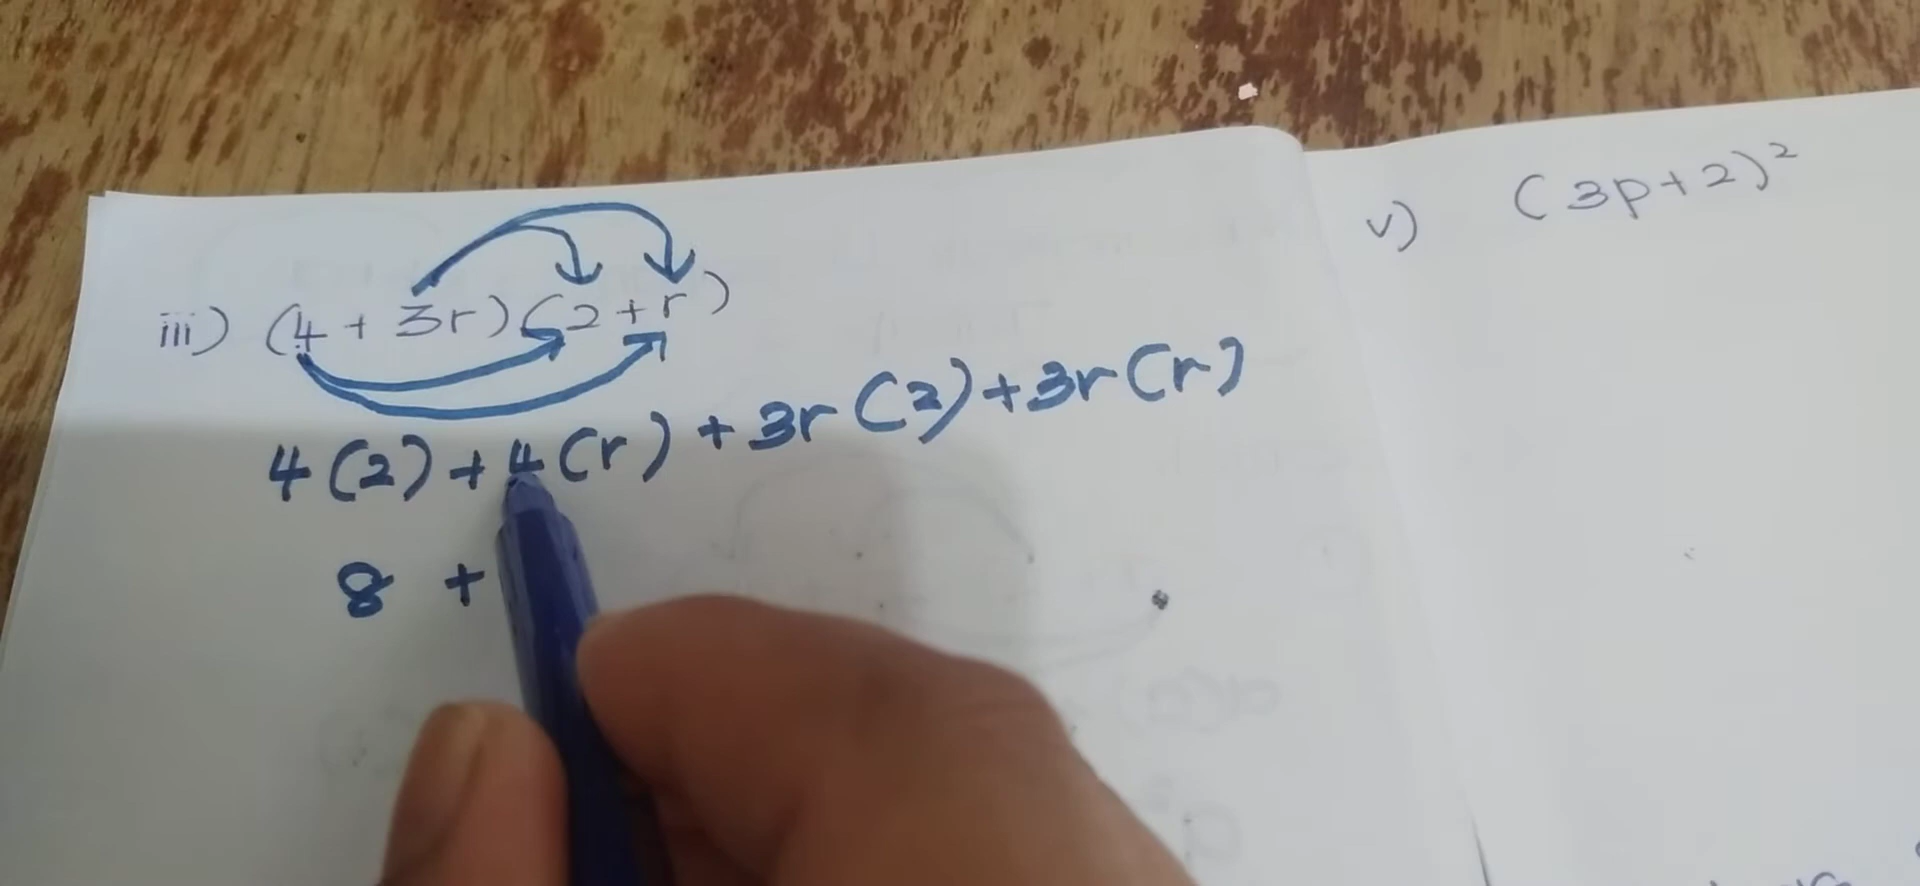 iii) (4 + 3r)(2 + r)
4(2) + 4(r) + 3r(2) + 3r(r)
8 +
v) (3p+2)²